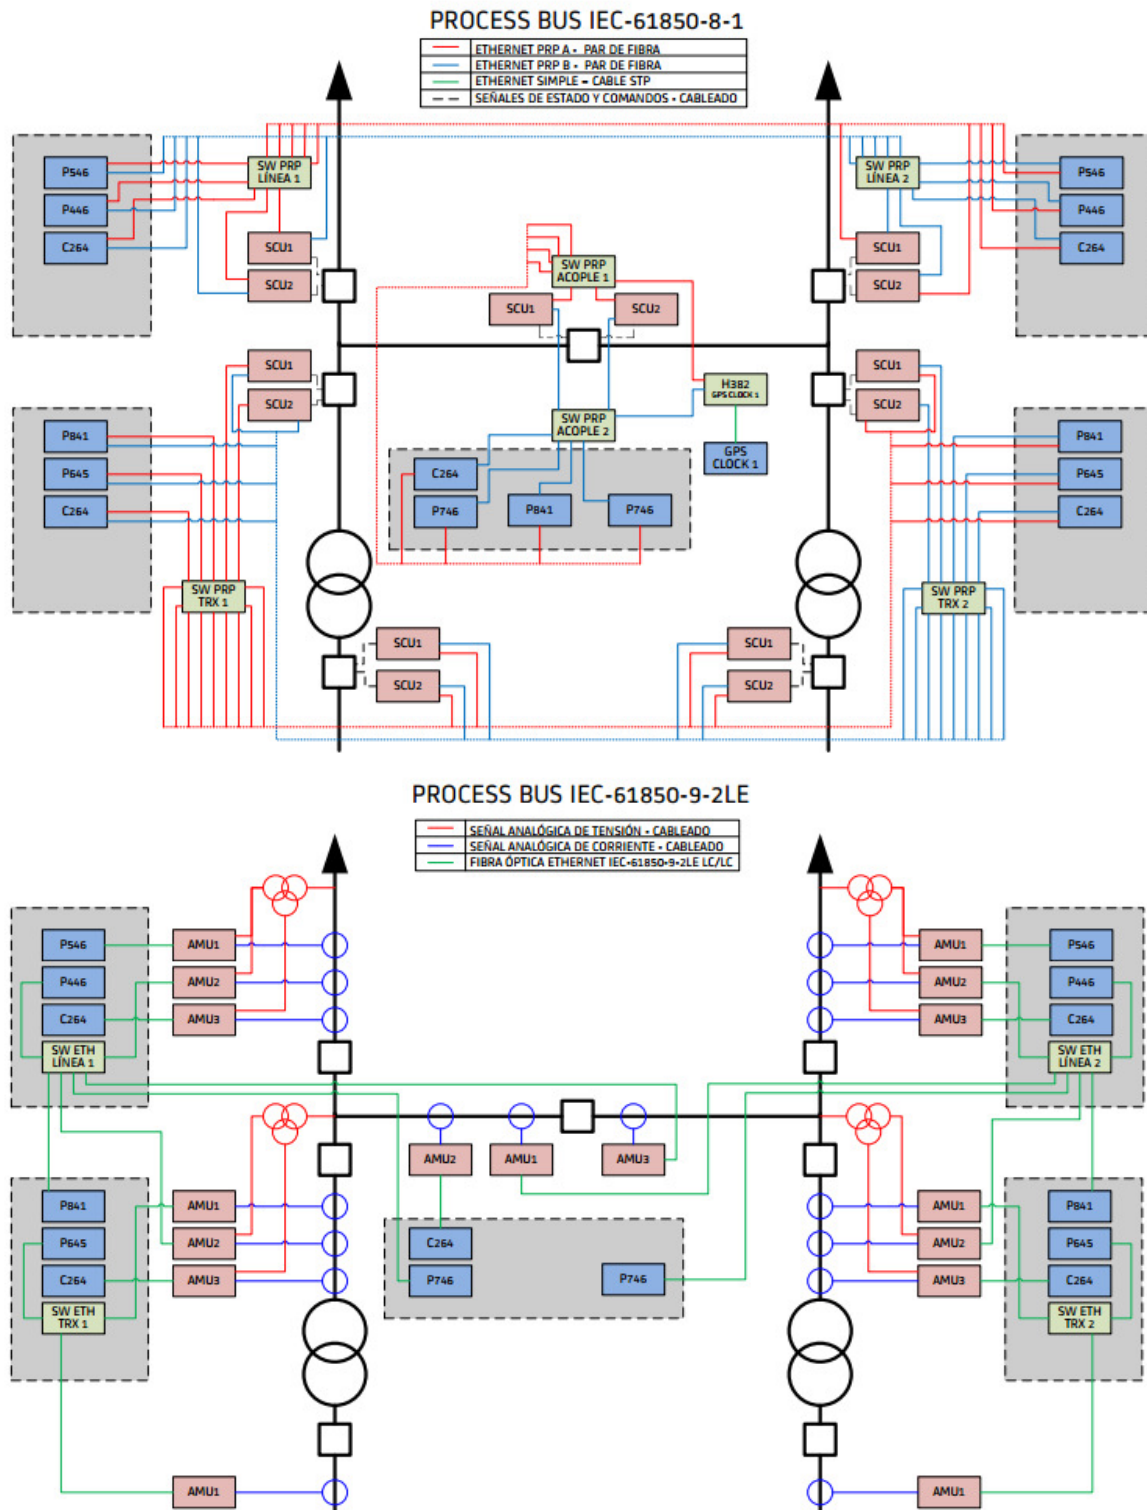 PROCESS BUS IEC-61850-8-1
ETHERNET PRP A - PAR DE FIBRA
ETHERNET PRP B - PAR DE FIBRA
ETHERNET SIMPLE - CABLE STP
SEÑALES DE ESTADO Y COMANDOS - CABLEADO
P546
P446
C264
SW PRP
LÍNEA 1
SCU1
SCU2
SW PRP
LÍNEA 2
SCU1
SCU2
P546
P446
C264
SW PRP
ACOPLE 1
SCU1
SCU2
SCU1
SCU2
SCU1
SCU2
H382
GPS CLOCK 1
GPS
CLOCK 1
SW PRP
ACOPLE 2
C264
P746
P841
P746
P841
P645
C264
P841
P645
C264
SW PRP
TRX 1
SW PRP
TRX 2
SCU1
SCU2
SCU1
SCU2
PROCESS BUS IEC-61850-9-2LE
SEÑAL ANALÓGICA DE TENSIÓN - CABLEADO
SEÑAL ANALÓGICA DE CORRIENTE - CABLEADO
FIBRA ÓPTICA ETHERNET IEC-61850-9-2LE LC/LC
P546
P446
C264
SW ETH
LÍNEA 1
AMU1
AMU2
AMU3
AMU1
AMU2
AMU3
P546
P446
C264
SW ETH
LÍNEA 2
AMU2
AMU1
AMU3
P841
P645
C264
SW ETH
TRX 1
AMU1
AMU2
AMU3
C264
P746
P746
AMU1
AMU2
AMU3
P841
P645
C264
SW ETH
TRX 2
AMU1
AMU1